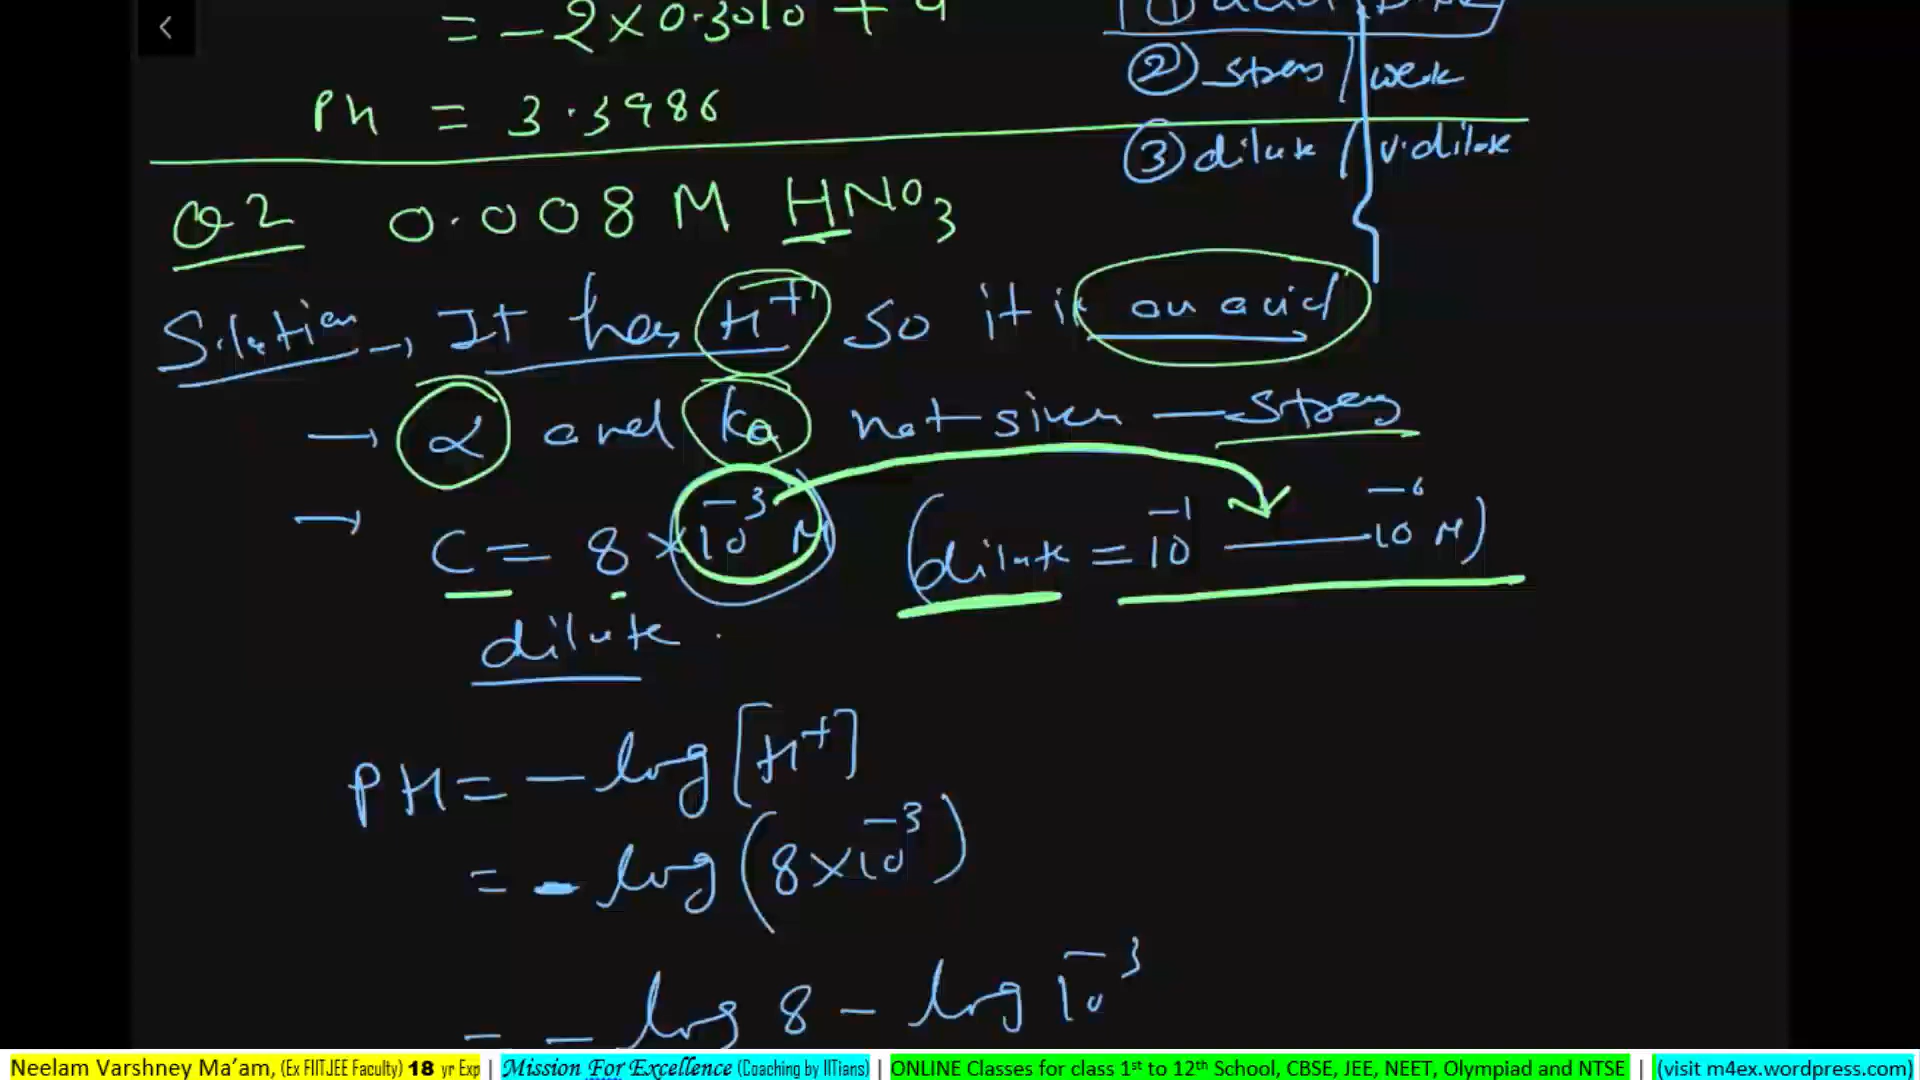 = -2×0.3010 + 4
PH = 3.3986
② strong / weak
③ dilute / v.dilute
Q2 0.008 M HNO₃
Solution → It has H⁺ so it is an acid
→ α and ka not given — strong
→ C = 8 × 10⁻³ M (dilute = 10⁻¹ — 10⁻⁶ M)
dilute.
PH = - log [H⁺]
= - log (8×10⁻³)
= - log 8 - log 10⁻³
Neelam Varshney Ma'am, (Ex FIITJEE Faculty) 18 yr Exp | Mission For Excellence (Coaching by IITians) | ONLINE Classes for class 1st to 12th School, CBSE, JEE, NEET, Olympiad and NTSE | (visit m4ex.wordpress.com)